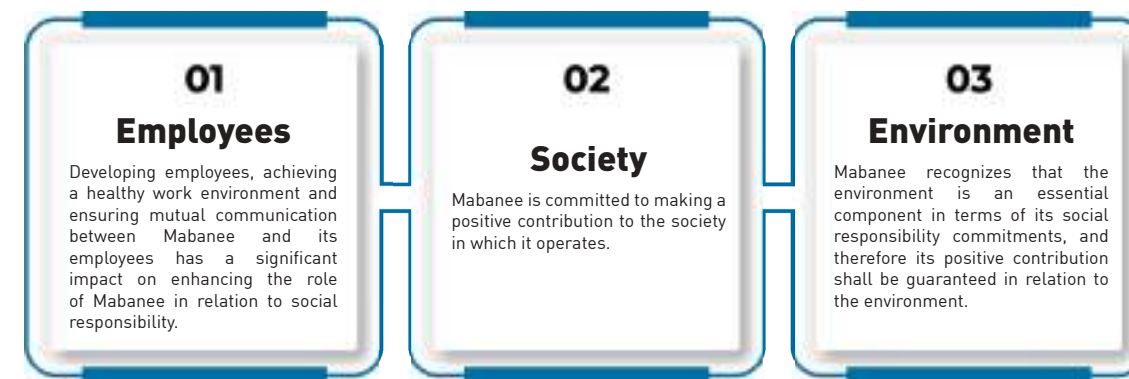 01
Employees
Developing employees, achieving
a healthy work environment and
ensuring mutual communication
between Mabanee and its
employees has a significant
impact on enhancing the role
of Mabanee in relation to social
responsibility.
02
Society
Mabanee is committed to making a
positive contribution to the society
in which it operates.
03
Environment
Mabanee recognizes that the
environment is an essential
component in terms of its social
responsibility commitments, and
therefore its positive contribution
shall be guaranteed in relation to
the environment.